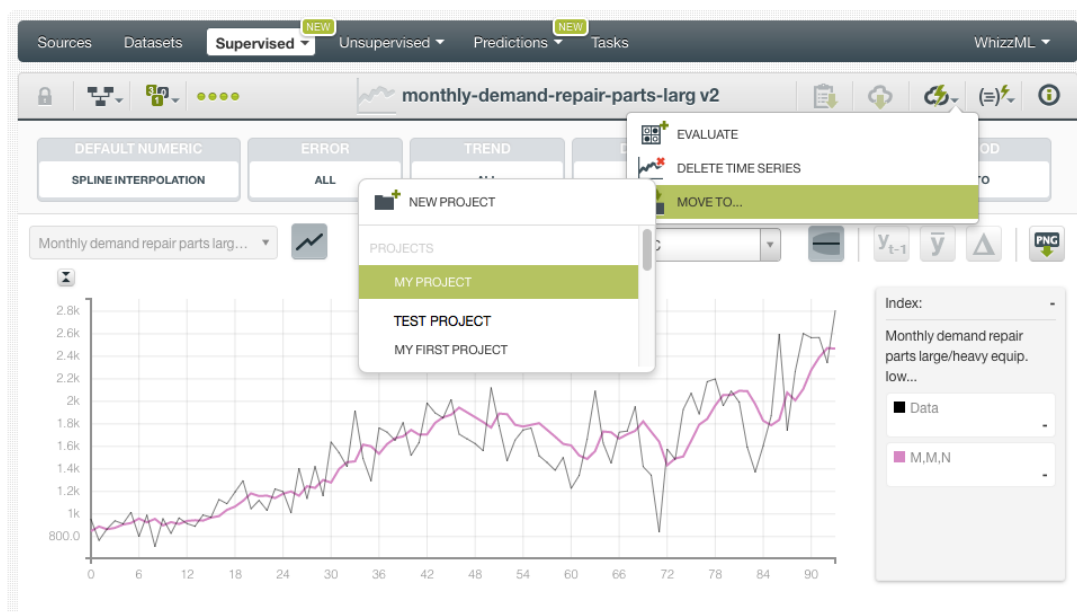 NEW NEW
Sources Datasets Supervised Unsupervised Predictions Tasks WhizzML
monthly-demand-repair-parts-larg v2
DEFAULT NUMERIC ERROR TREND
SPLINE INTERPOLATION ALL
EVALUATE
DELETE TIME SERIES
MOVE TO...
NEW PROJECT
PROJECTS
MY PROJECT
TEST PROJECT
MY FIRST PROJECT
Monthly demand repair parts larg...
yt-1 y Δ PNG
2.8k
2.6k
2.4k
2.2k
2k
1.8k
1.6k
1.4k
1.2k
1k
800.0
0 6 12 18 24 30 36 42 48 54 60 66 72 78 84 90
Index: -
Monthly demand repair
parts large/heavy equip.
low...
Data
-
M,M,N
-